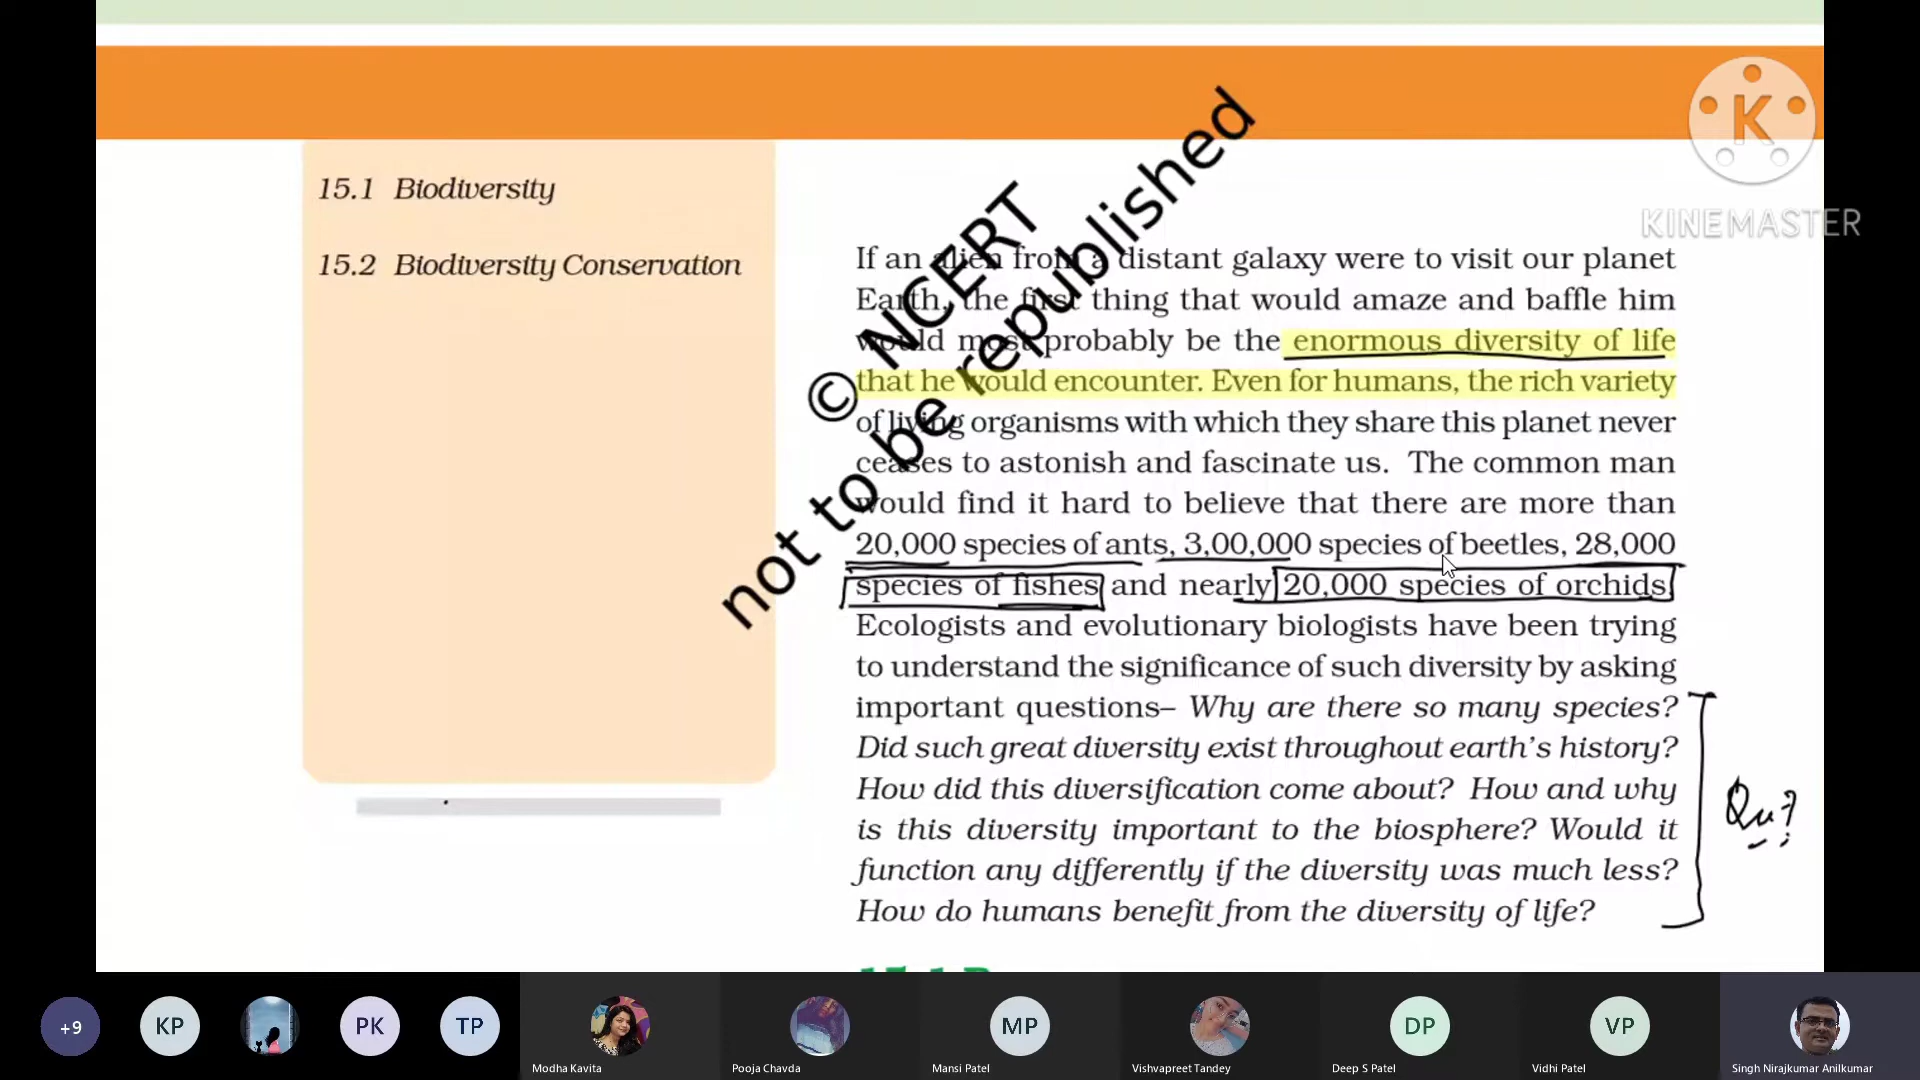 15.1 Biodiversity
15.2 Biodiversity Conservation
© NCERT
not to be republished
K
KINEMASTER
If an alien from a distant galaxy were to visit our planet
Earth, the first thing that would amaze and baffle him
would most probably be the enormous diversity of life
that he would encounter. Even for humans, the rich variety
of living organisms with which they share this planet never
ceases to astonish and fascinate us. The common man
would find it hard to believe that there are more than
20,000 species of ants, 3,00,000 species of beetles, 28,000
species of fishes and nearly 20,000 species of orchids.
Ecologists and evolutionary biologists have been trying
to understand the significance of such diversity by asking
important questions– Why are there so many species?
Did such great diversity exist throughout earth's history?
How did this diversification come about? How and why
is this diversity important to the biosphere? Would it
function any differently if the diversity was much less?
How do humans benefit from the diversity of life?
Qu?
+9
KP
PK
TP
MP
DP
VP
Modha Kavita
Pooja Chavda
Mansi Patel
Vishvapreet Tandey
Deep S Patel
Vidhi Patel
Singh Nirajkumar Anilkumar